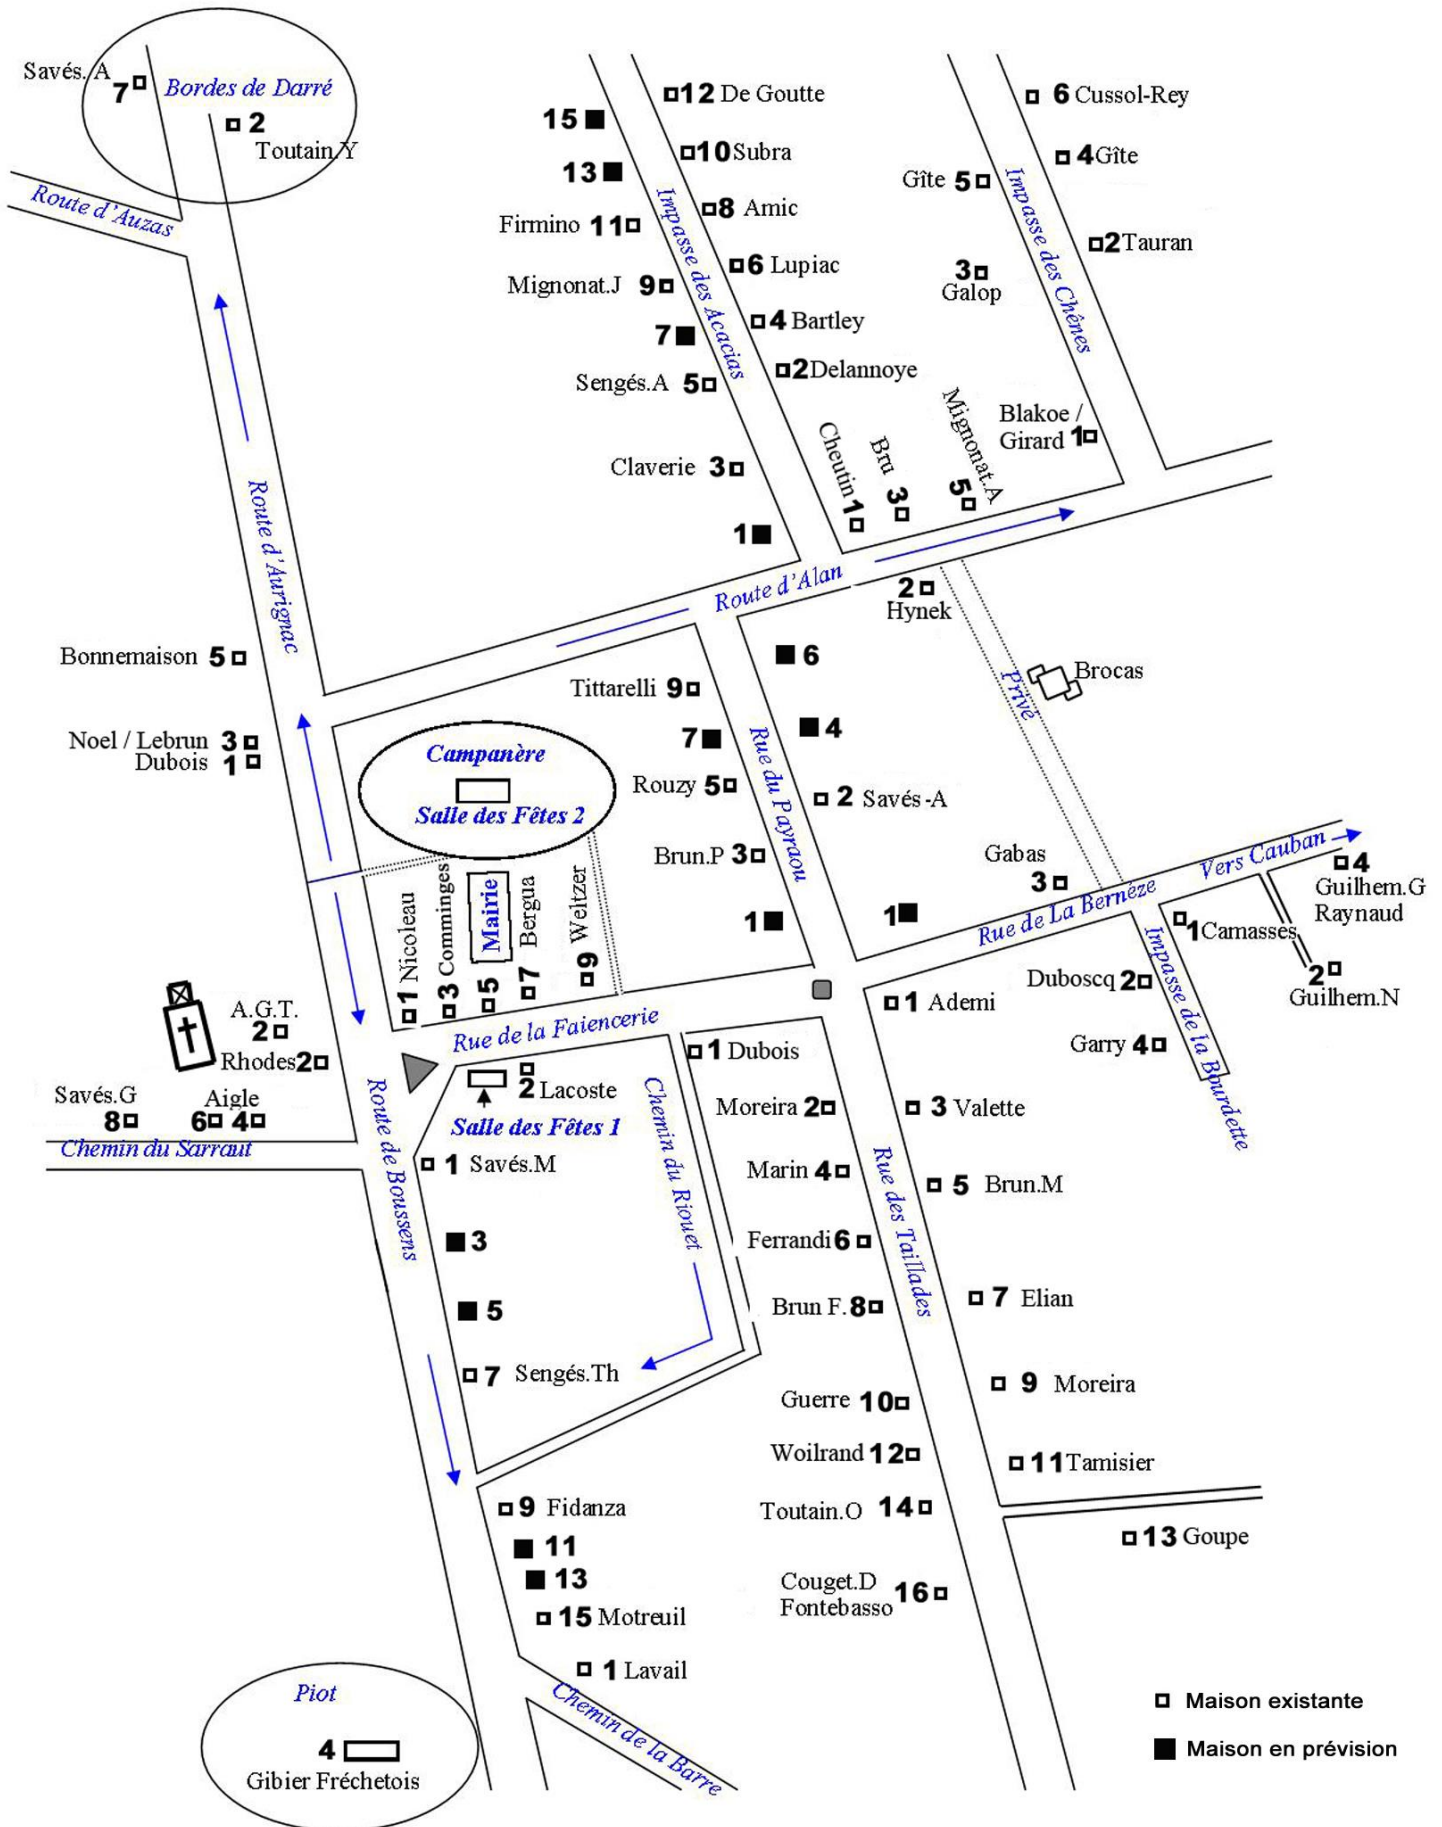 Savés. A
7
Bordes de Darré
2
Toutain.Y
Route d'Auzas
Route d'Aurignac
Bonnemaison 5
Noel / Lebrun 3
Dubois 1
15
13
Firmino 11
Mignonat.J 9
7
Sengés.A 5
Claverie 3
1
Impasse des Acacias
12 De Goutte
10 Subra
8 Amic
6 Lupiac
4 Bartley
2 Delannoye
6 Cussol-Rey
4 Gîte
Gîte 5
2 Tauran
3
Galop
Blakoe /
Girard 1
Impasse des Chênes
Cheutin 1
Bru 3
Mignonat.A
5
Route d'Alan
2
Hynek
Privé
Brocas
6
4
2 Savés-A
Tittarelli 9
7
Rouzy 5
Brun.P 3
1
Rue du Payraou
Campanère
Salle des Fêtes 2
1 Nicoleau
3 Comminges
Mairie
5
7 Bergua
9 Weltzer
Rue de la Faiencerie
Gabas
3
1
Rue de La Bernéze
Vers Cauban
4
Guilhem.G
Raynaud
1 Camasses
2
Guilhem.N
Duboscq 2
Garry 4
Impasse de la Bourdette
A.G.T.
2
Rhodes 2
Savés.G
8
Aigle
6 4
Chemin du Sarraut
Route de Boussens
2 Lacoste
Salle des Fêtes 1
1 Savés.M
3
5
7 Sengés.Th
Chemin du Riouet
1 Dubois
Moreira 2
Marin 4
Ferrandi 6
Brun F. 8
Guerre 10
Woilrand 12
Toutain.O 14
Couget.D
Fontebasso 16
Rue des Taillades
1 Ademi
3 Valette
5 Brun.M
7 Elian
9 Moreira
11 Tamisier
13 Goupe
9 Fidanza
11
13
15 Motreuil
1 Lavail
Chemin de la Barre
Piot
4
Gibier Fréchetois
Maison existante
Maison en prévision